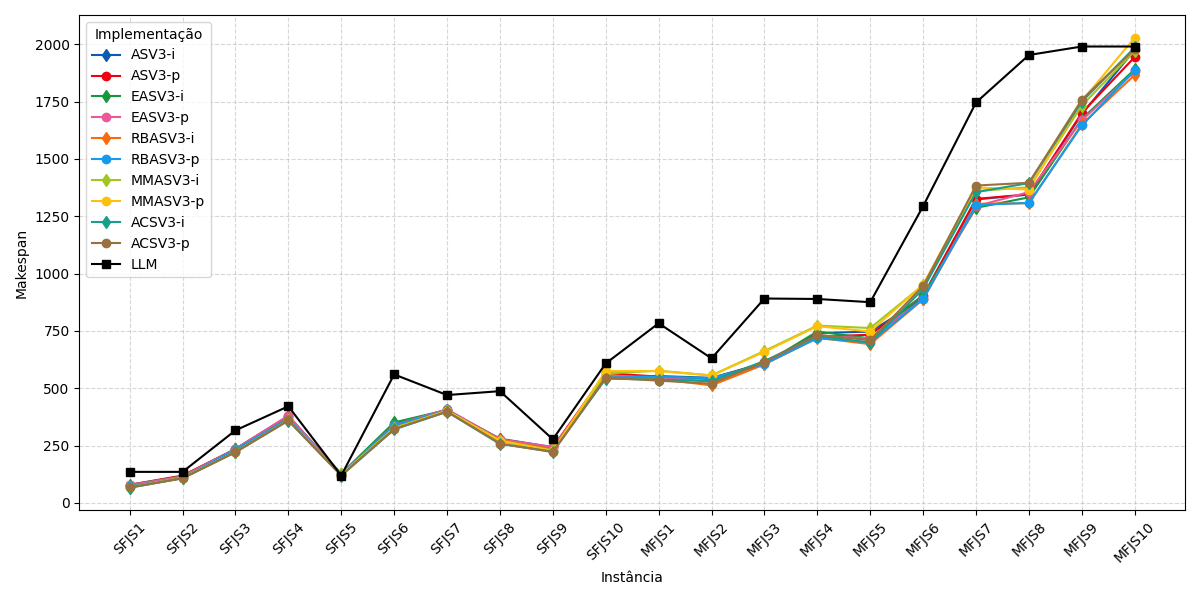 Implementação
ASV3-i
ASV3-p
EASV3-i
EASV3-p
RBASV3-i
RBASV3-p
MMASV3-i
MMASV3-p
ACSV3-i
ACSV3-p
LLM
Makespan
2000
1750
1500
1250
1000
750
500
250
0
SFJS1
SFJS2
SFJS3
SFJS4
SFJS5
SFJS6
SFJS7
SFJS8
SFJS9
SFJS10
MFJS1
MFJS2
MFJS3
MFJS4
MFJS5
MFJS6
MFJS7
MFJS8
MFJS9
MFJS10
Instância